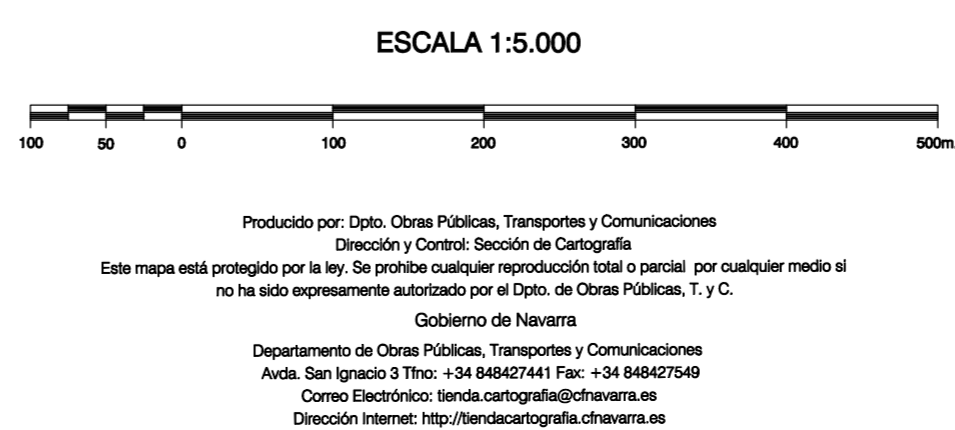 ESCALA 1:5.000
100 50 0 100 200 300 400 500m.
Producido por: Dpto. Obras Públicas, Transportes y Comunicaciones
Dirección y Control: Sección de Cartografía
Este mapa está protegido por la ley. Se prohibe cualquier reproducción total o parcial por cualquier medio si
no ha sido expresamente autorizado por el Dpto. de Obras Públicas, T. y C.
Gobierno de Navarra
Departamento de Obras Públicas, Transportes y Comunicaciones
Avda. San Ignacio 3 Tfno: +34 848427441 Fax: +34 848427549
Correo Electrónico: tienda.cartografia@cfnavarra.es
Dirección Internet: http://tiendacartografia.cfnavarra.es